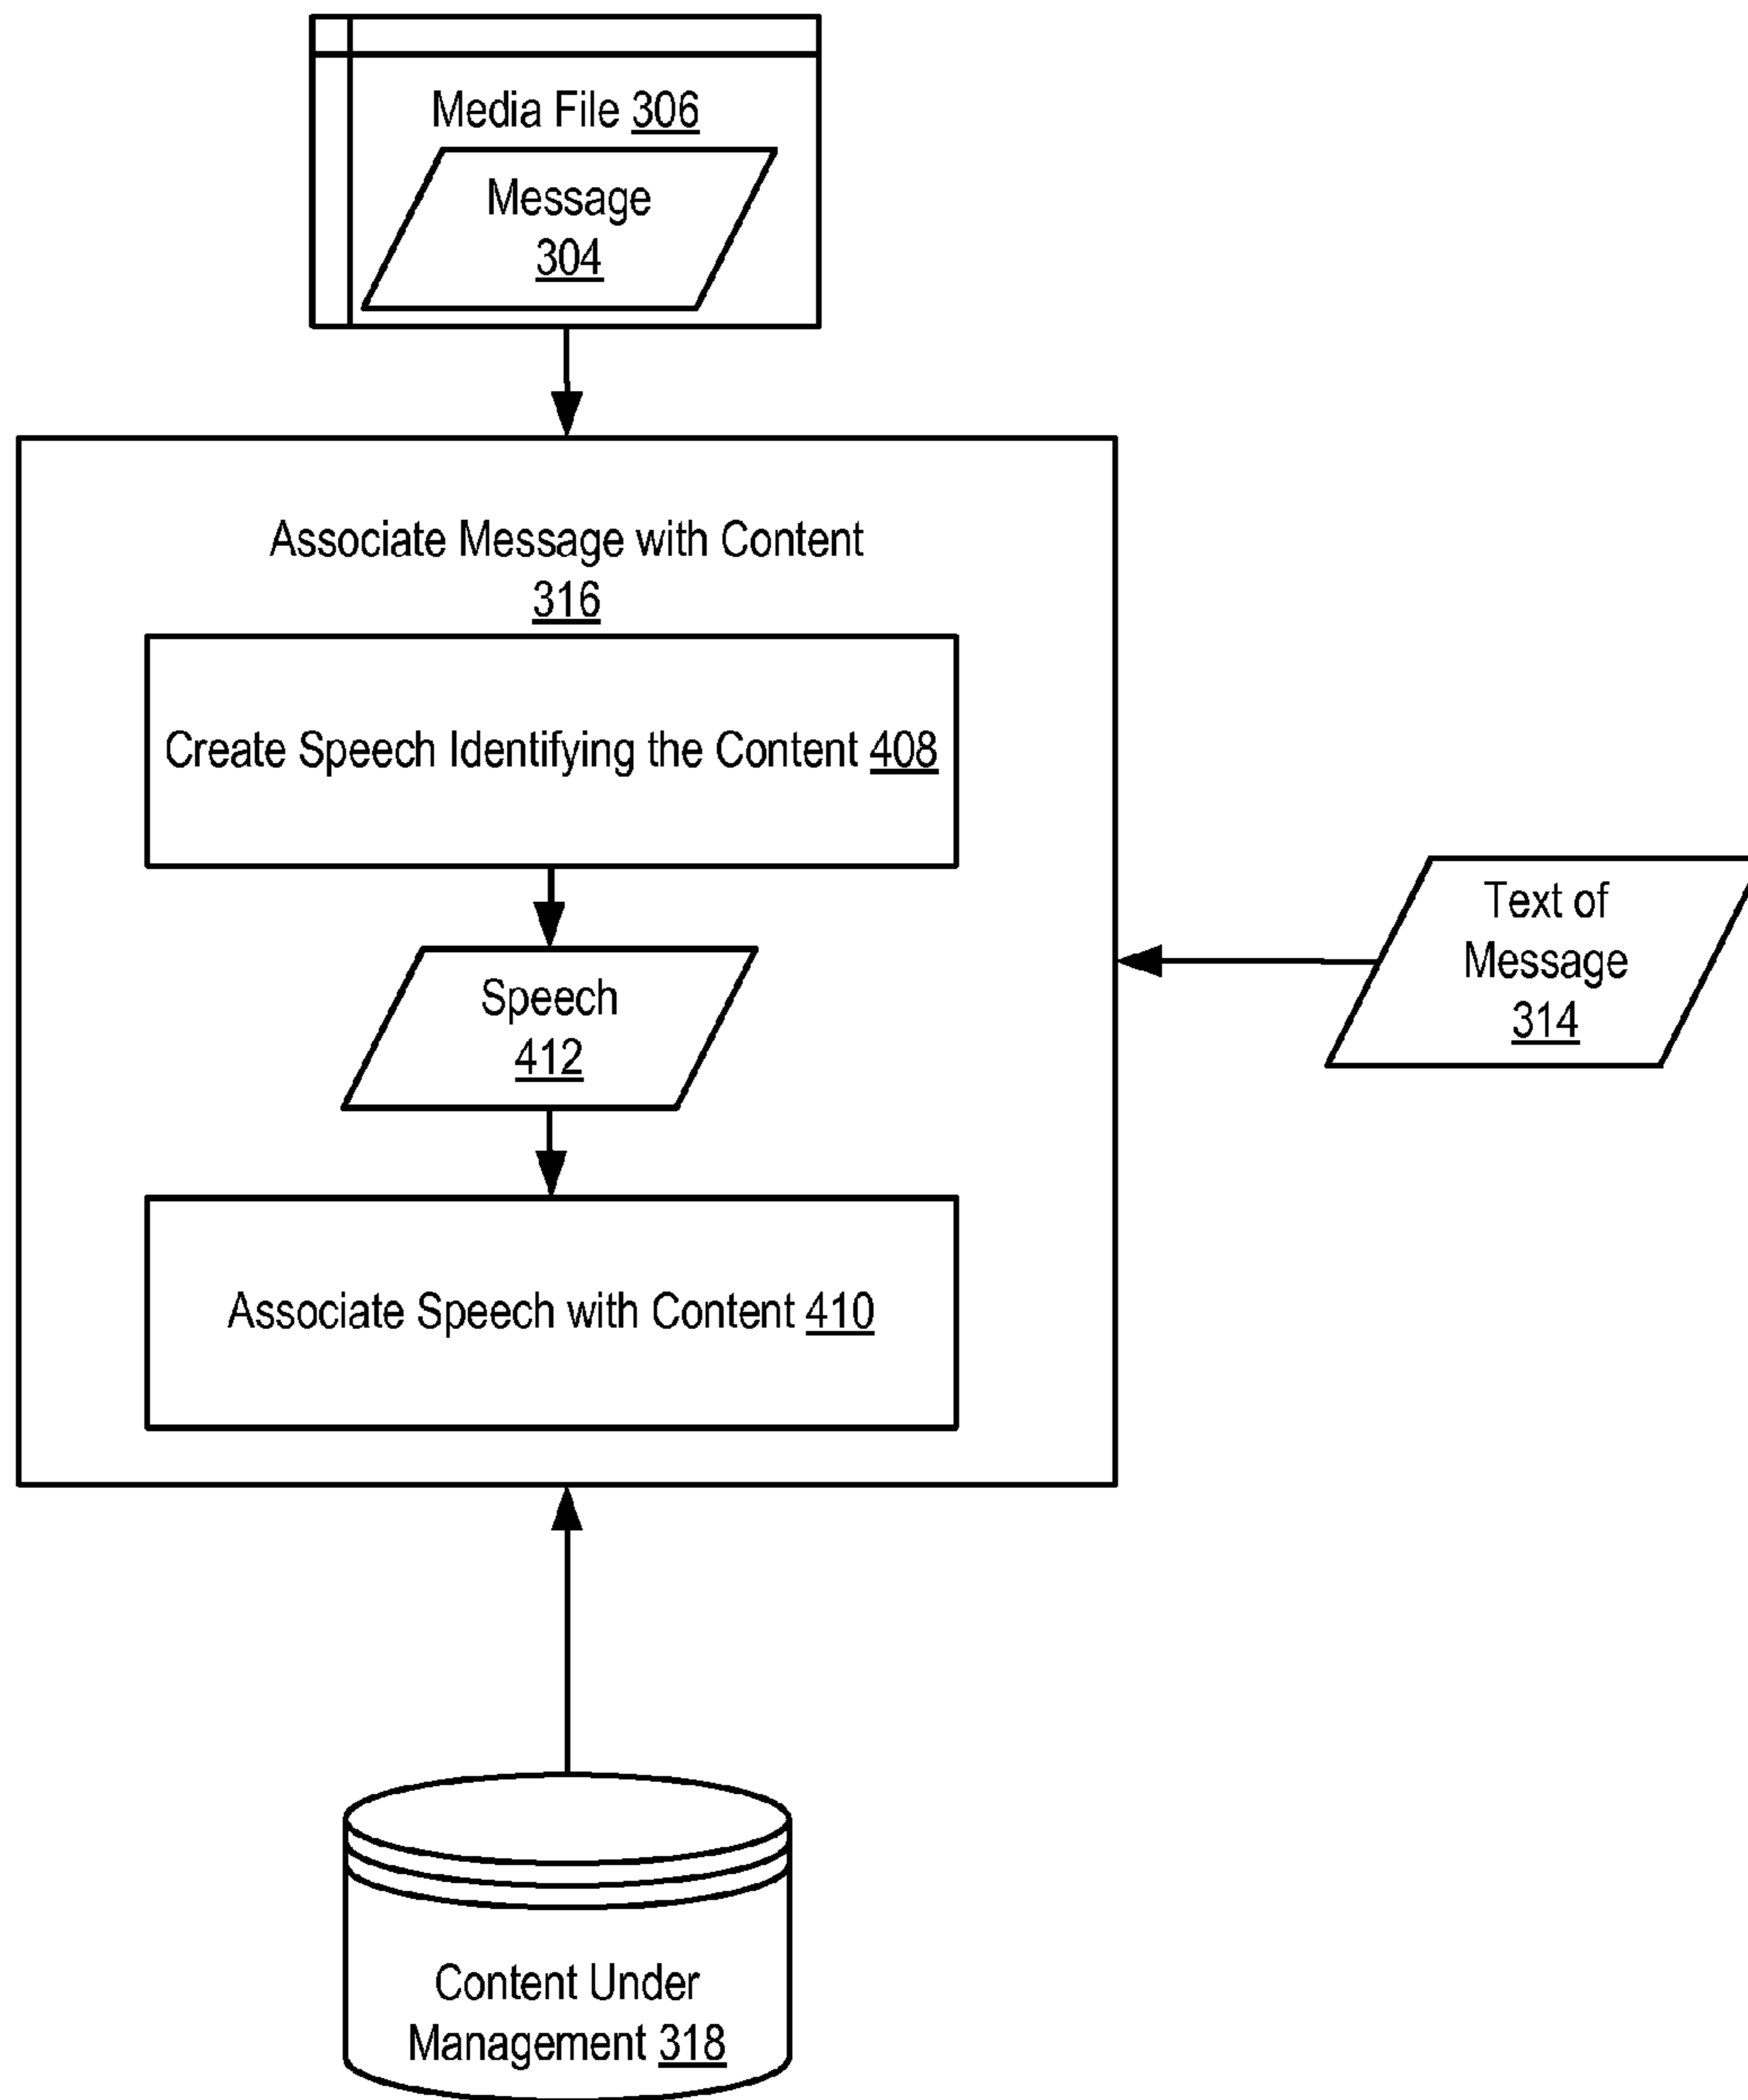 Media File 306
Message
304
Associate Message with Content
316
Create Speech Identifying the Content 408
Speech
412
Text of
Message
314
Associate Speech with Content 410
Content Under
Management 318